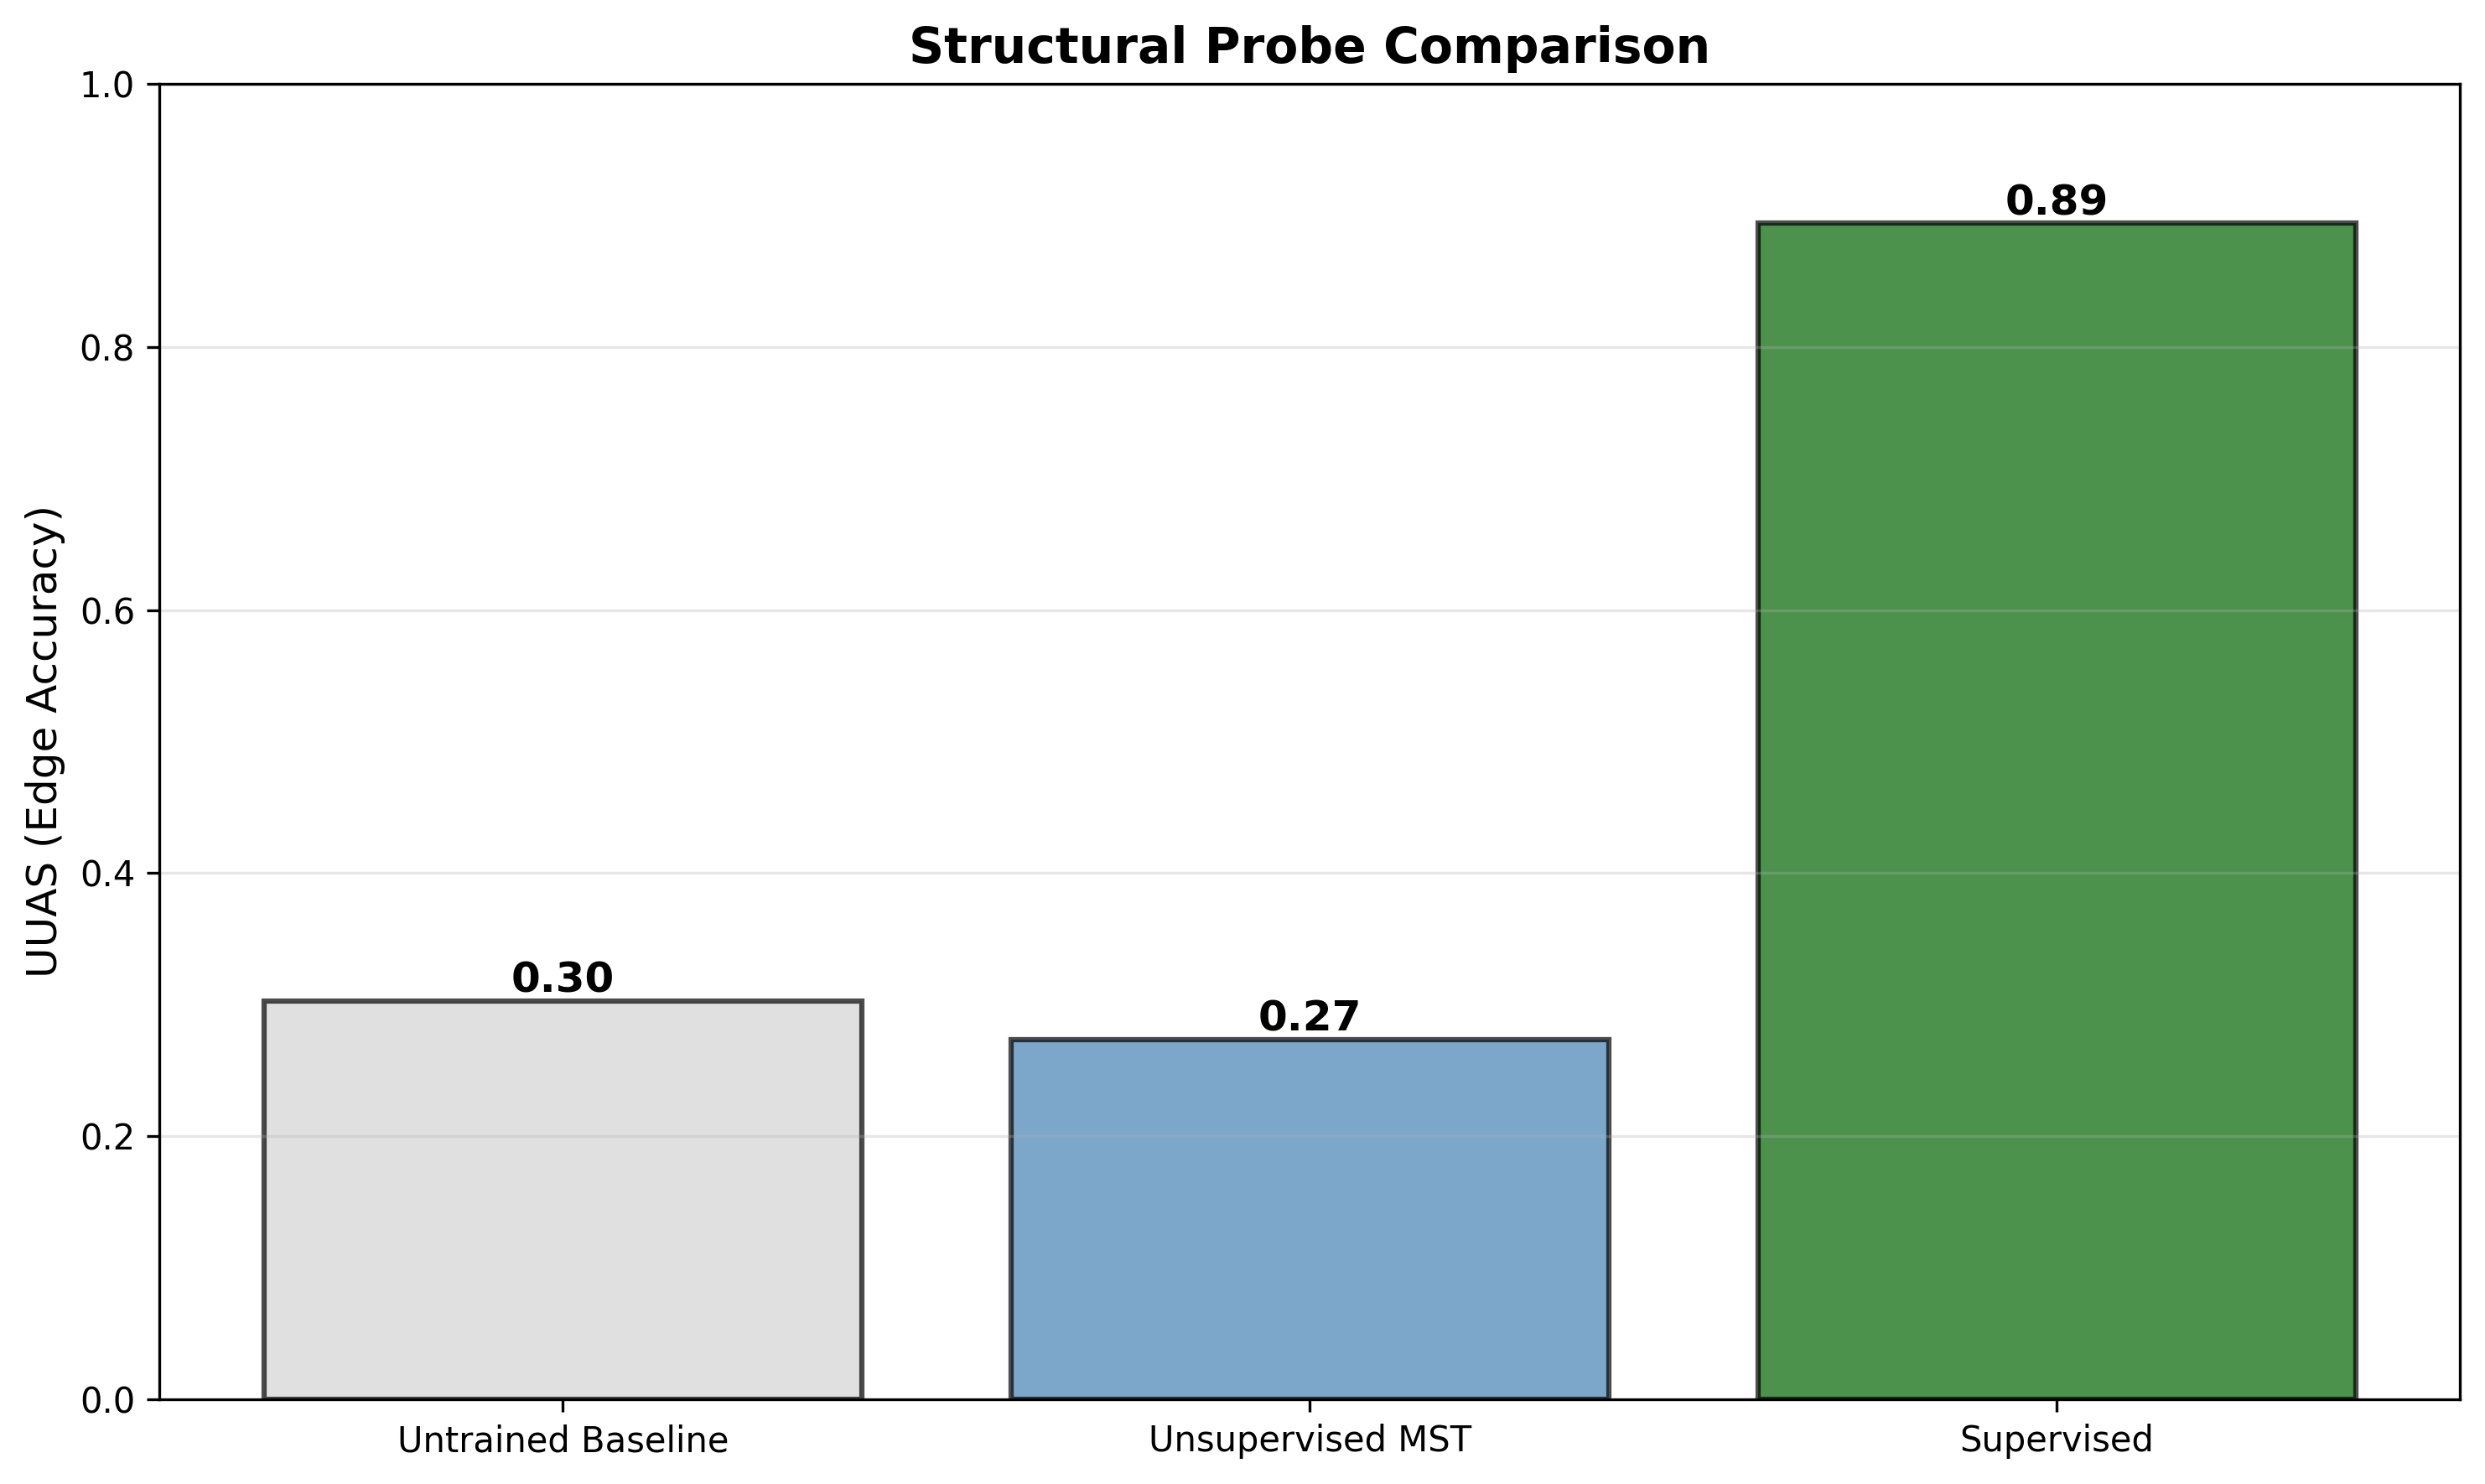 Structural Probe Comparison
UUAS (Edge Accuracy)
1.0
0.8
0.6
0.4
0.2
0.0
0.30
0.27
0.89
Untrained Baseline
Unsupervised MST
Supervised